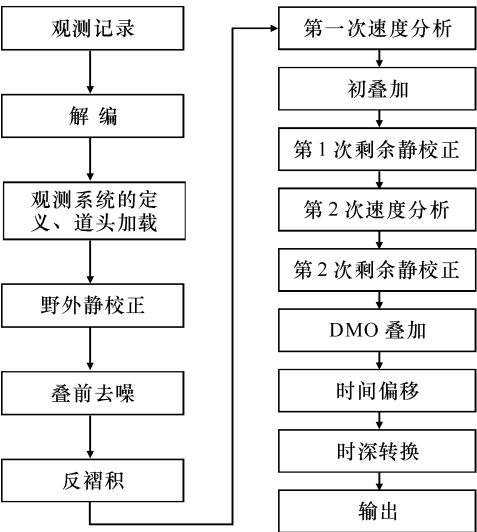 观测记录
解 编
观测系统的定
义、道头加载
野外静校正
叠前去噪
反褶积
第一次速度分析
初叠加
第1次剩余静校正
第2次速度分析
第2次剩余静校正
DMO 叠加
时间偏移
时深转换
输出